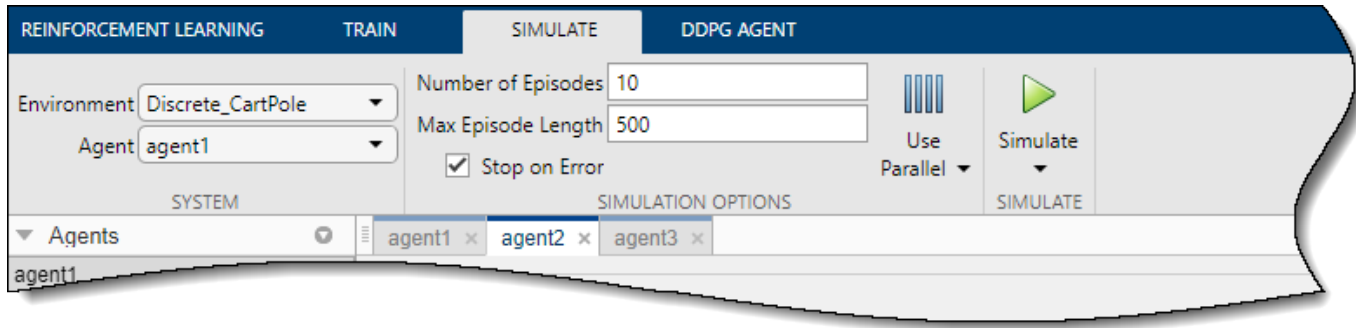 REINFORCEMENT LEARNING TRAIN SIMULATE DDPG AGENT
Environment Discrete_CartPole
Agent agent1
SYSTEM
Number of Episodes 10
Max Episode Length 500
Stop on Error
Use
Parallel
SIMULATION OPTIONS
Simulate
SIMULATE
Agents
agent1 × agent2 × agent3 ×
agent1